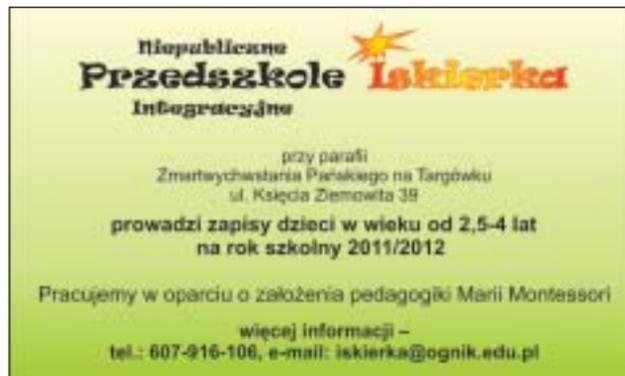 Niepubliczne
Przedszkole Iskierka
Integracyjne
przy parafii
Zmartwychwstania Pańskiego na Targówku
ul. Księcia Ziemowita 39
prowadzi zapisy dzieci w wieku od 2,5-4 lat
na rok szkolny 2011/2012
Pracujemy w oparciu o założenia pedagogiki Marii Montessori
więcej informacji –
tel.: 607-916-106, e-mail: iskierka@ognik.edu.pl